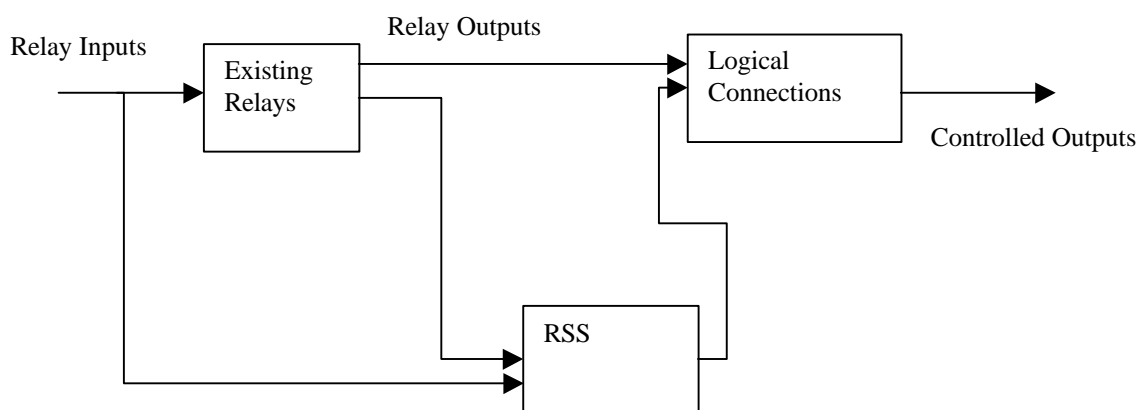 Relay Inputs
Relay Outputs
Existing
Relays
Logical
Connections
Controlled Outputs
RSS